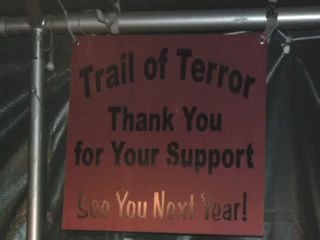 Trail of Terror
Thank You
for Your Support
See You Next Year!